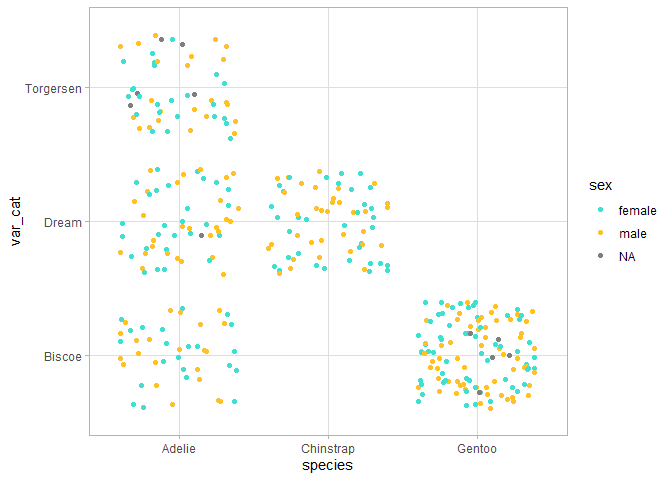 Torgersen
Dream
Biscoe
var_cat
Adelie
Chinstrap
Gentoo
species
sex
female
male
NA